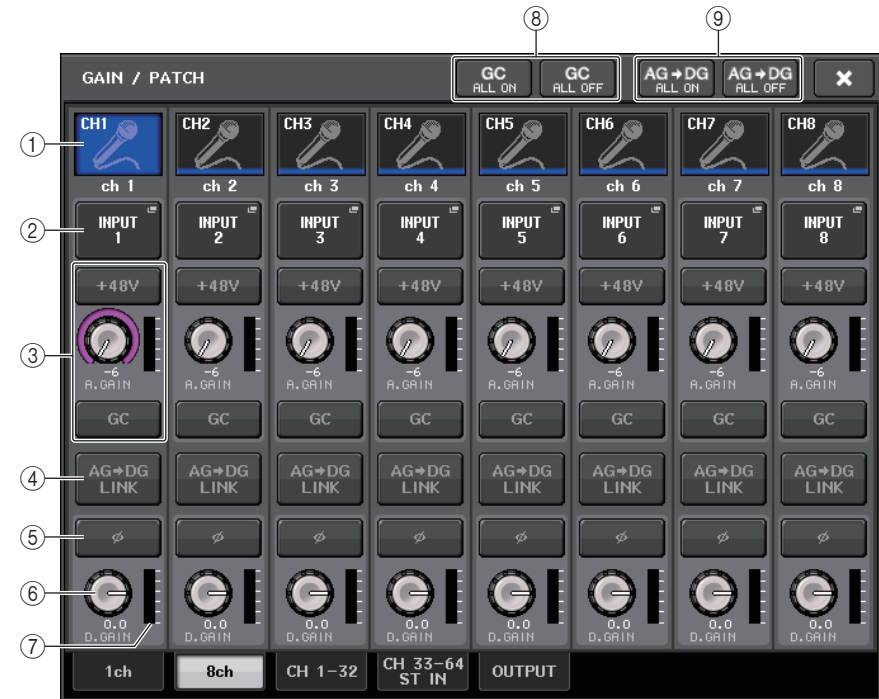 ⑧ ⑨
GAIN / PATCH
GC ALL ON
GC ALL OFF
AG→DG ALL ON
AG→DG ALL OFF
×
①
CH1 CH2 CH3 CH4 CH5 CH6 CH7 CH8
ch 1 ch 2 ch 3 ch 4 ch 5 ch 6 ch 7 ch 8
②
INPUT INPUT INPUT INPUT INPUT INPUT INPUT INPUT
1 2 3 4 5 6 7 8
+48V +48V +48V +48V +48V +48V +48V +48V
③
-6 -6 -6 -6 -6 -6 -6 -6
A.GAIN A.GAIN A.GAIN A.GAIN A.GAIN A.GAIN A.GAIN A.GAIN
GC GC GC GC GC GC GC GC
④
AG→DG AG→DG AG→DG AG→DG AG→DG AG→DG AG→DG AG→DG
LINK LINK LINK LINK LINK LINK LINK LINK
⑤ ø ø ø ø ø ø ø ø
⑥
0.0 0.0 0.0 0.0 0.0 0.0 0.0 0.0
⑦ D.GAIN D.GAIN D.GAIN D.GAIN D.GAIN D.GAIN D.GAIN D.GAIN
1ch
8ch
CH 1-32
CH 33-64
ST IN
OUTPUT